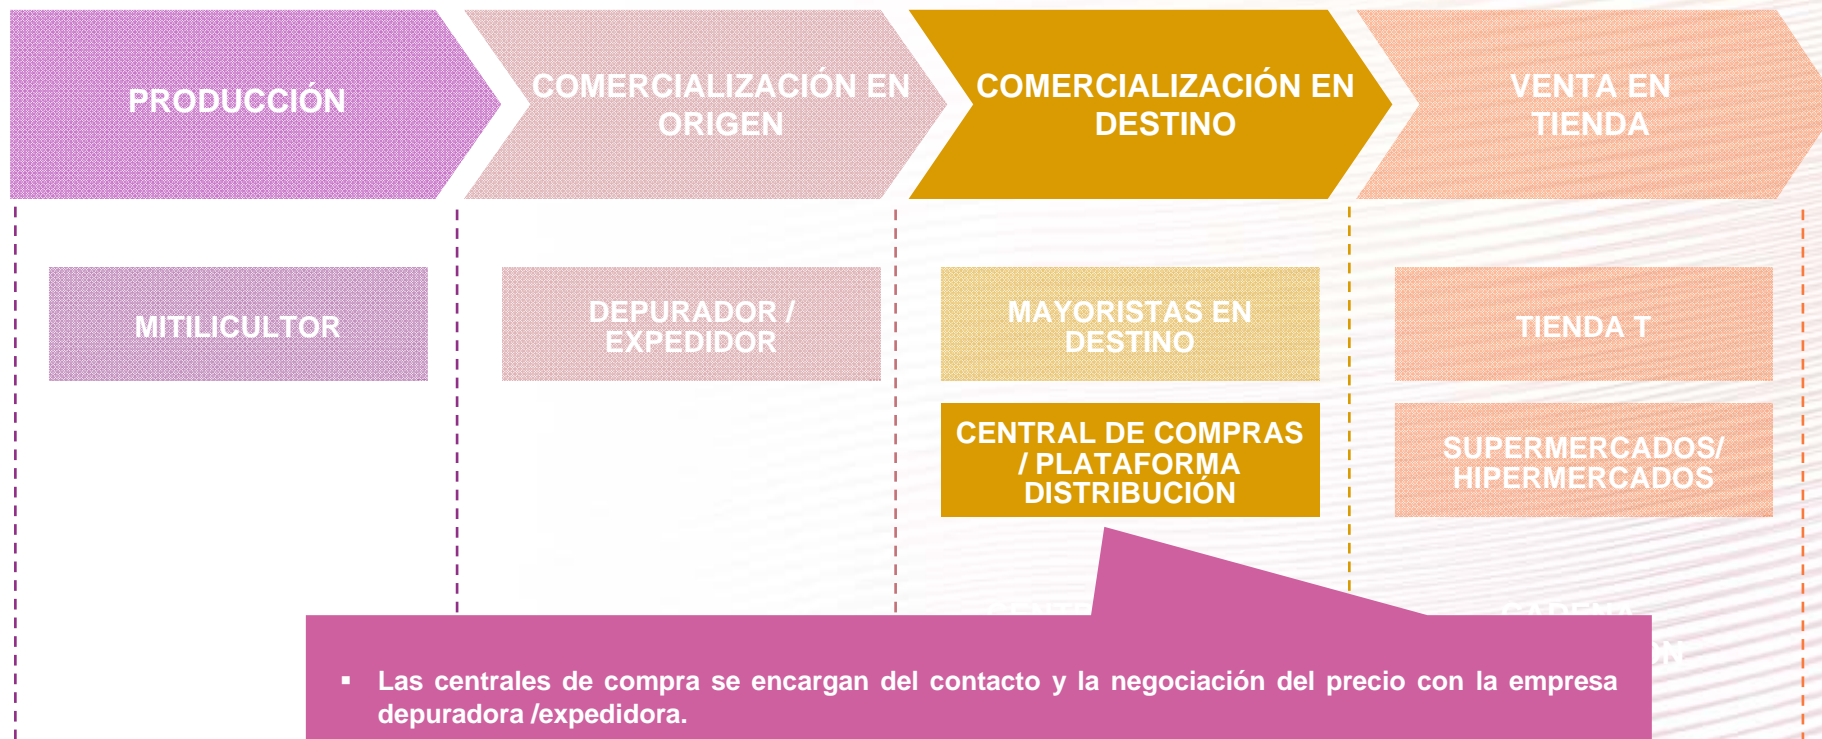 PRODUCCIÓN
COMERCIALIZACIÓN EN
ORIGEN
COMERCIALIZACIÓN EN
DESTINO
VENTA EN
TIENDA
MITILICULTOR
DEPURADOR /
EXPEDIDOR
MAYORISTAS EN
DESTINO
TIENDA T
CENTRAL DE COMPRAS
/ PLATAFORMA
DISTRIBUCIÓN
SUPERMERCADOS/
HIPERMERCADOS
CADENA
▪ Las centrales de compra se encargan del contacto y la negociación del precio con la empresa
depuradora /expedidora.